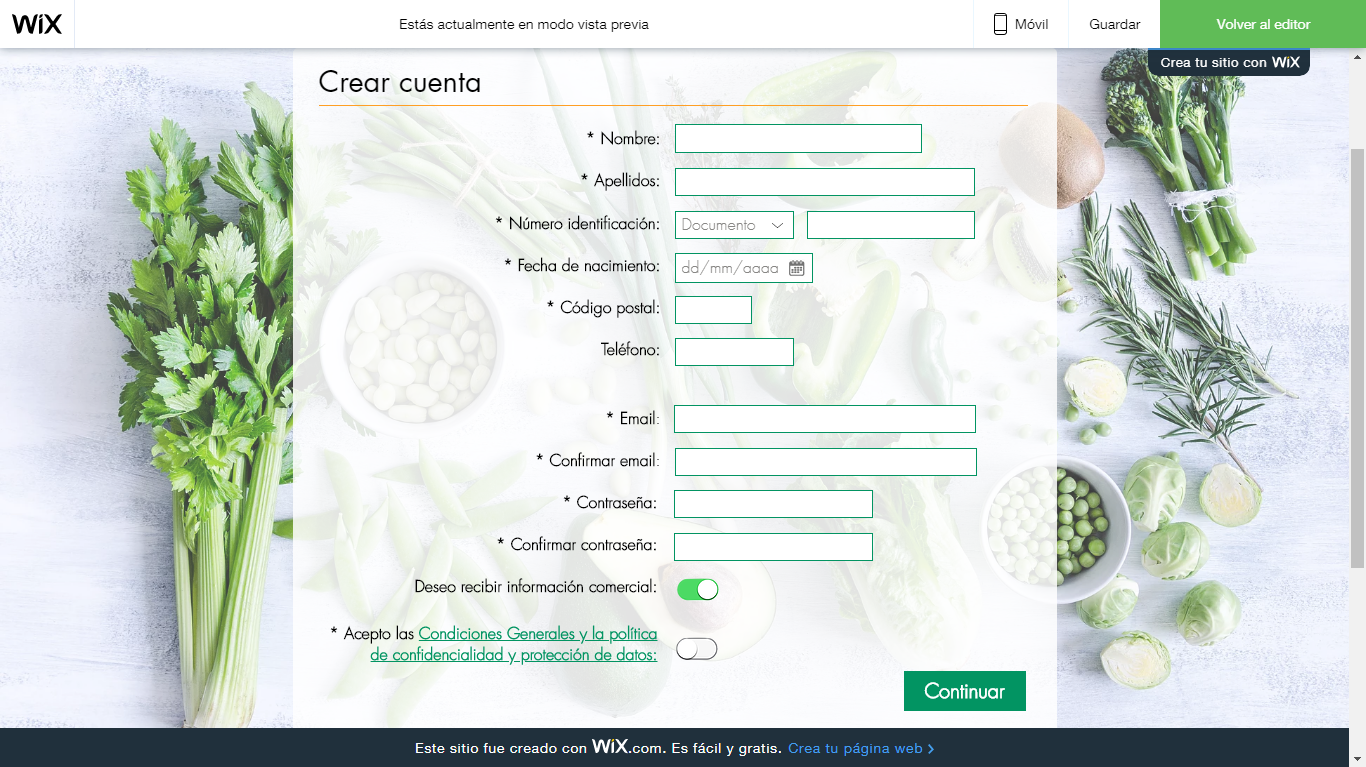 WiX
Estás actualmente en modo vista previa
Móvil
Guardar
Volver al editor
Crea tu sitio con WiX
Crear cuenta
* Nombre:
* Apellidos:
* Número identificación:
Documento
* Fecha de nacimiento:
dd/mm/aaaa
* Código postal:
Teléfono:
* Email:
* Confirmar email:
* Contraseña:
* Confirmar contraseña:
Deseo recibir información comercial:
* Acepto las Condiciones Generales y la política
de confidencialidad y protección de datos:
Continuar
Este sitio fue creado con WiX.com. Es fácil y gratis. Crea tu página web >